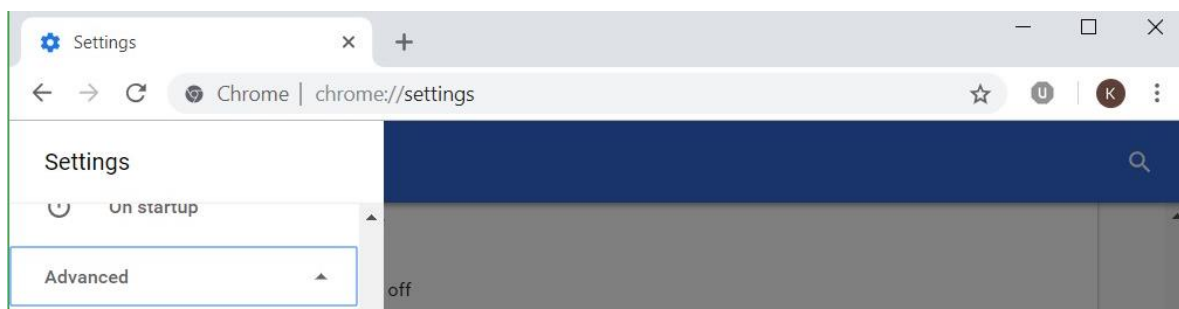 Settings
Chrome | chrome://settings
U
K
Settings
On startup
Advanced
off